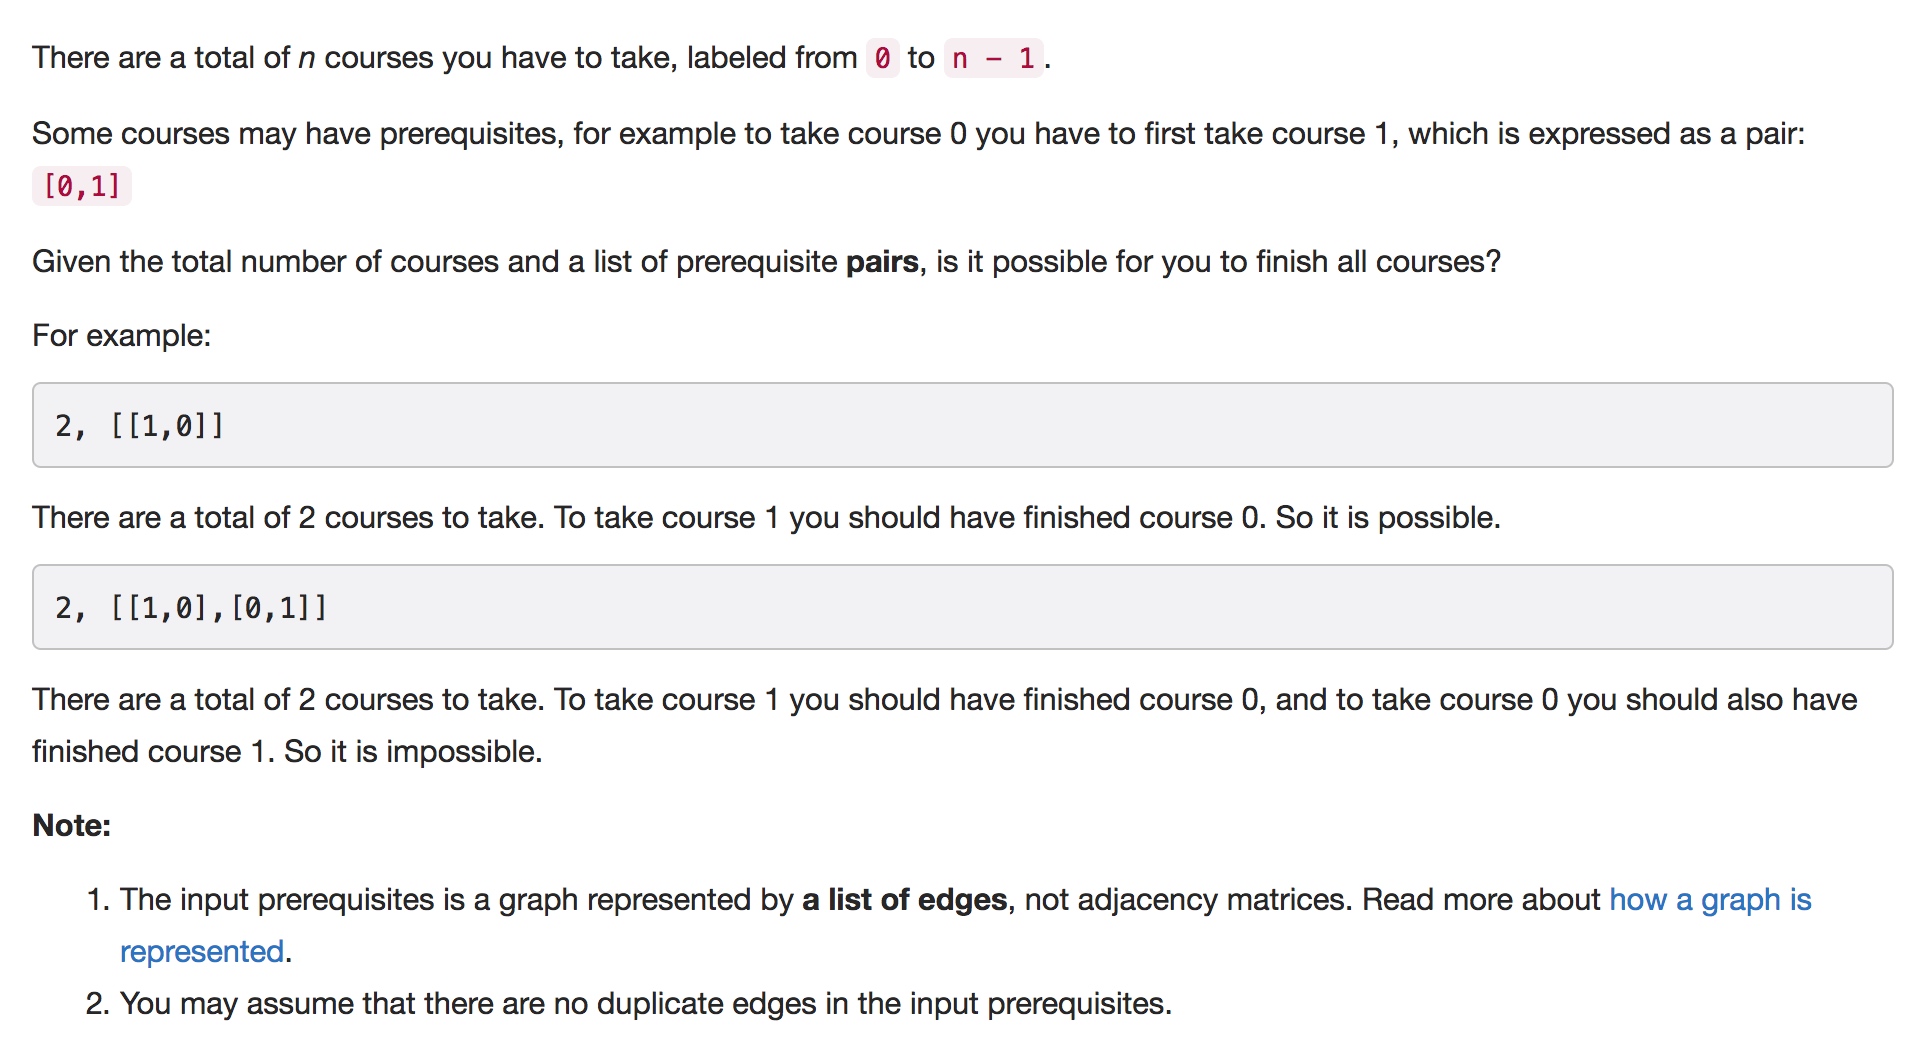 There are a total of n courses you have to take, labeled from 0 to n - 1.
Some courses may have prerequisites, for example to take course 0 you have to first take course 1, which is expressed as a pair:
[0,1]
Given the total number of courses and a list of prerequisite pairs, is it possible for you to finish all courses?
For example:
2, [[1,0]]
There are a total of 2 courses to take. To take course 1 you should have finished course 0. So it is possible.
2, [[1,0],[0,1]]
There are a total of 2 courses to take. To take course 1 you should have finished course 0, and to take course 0 you should also have
finished course 1. So it is impossible.
Note:
1. The input prerequisites is a graph represented by a list of edges, not adjacency matrices. Read more about how a graph is
represented.
2. You may assume that there are no duplicate edges in the input prerequisites.